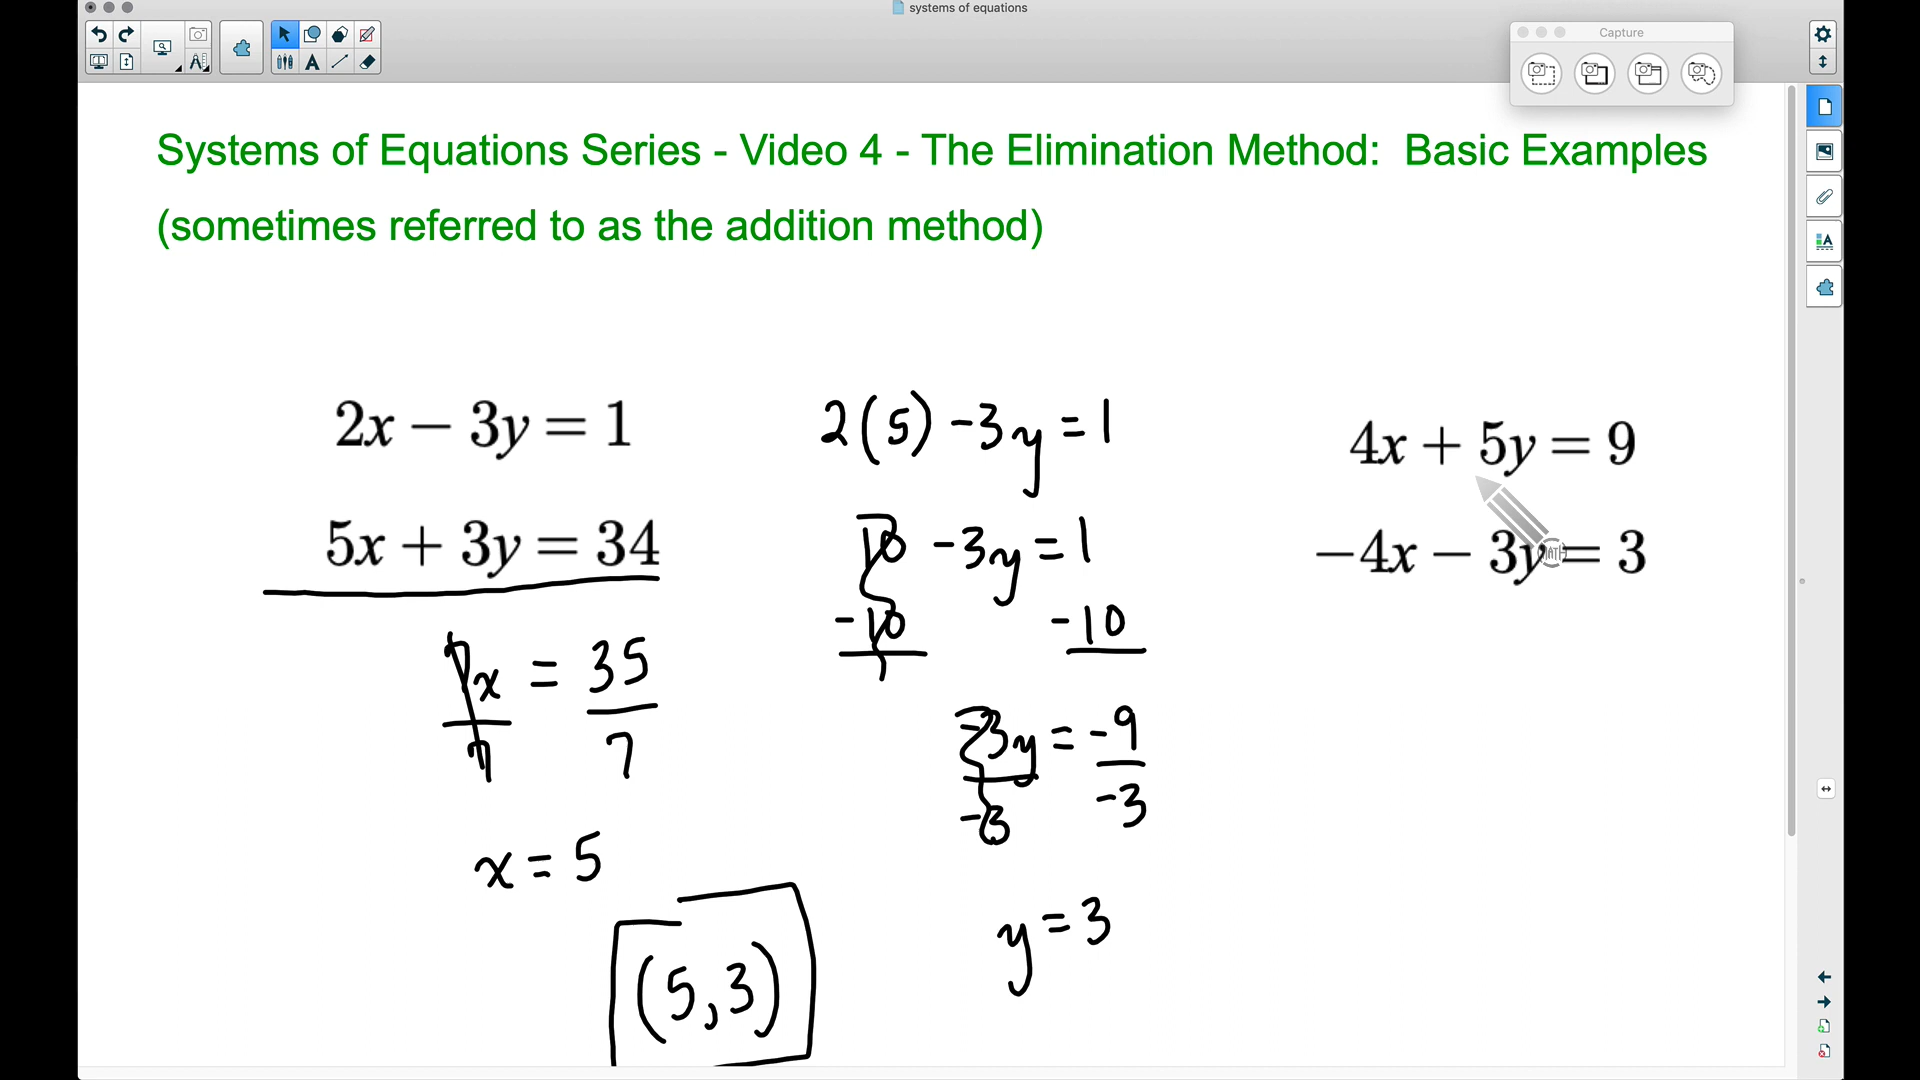 systems of equations
Capture
Systems of Equations Series - Video 4 - The Elimination Method: Basic Examples
(sometimes referred to as the addition method)
2x − 3y = 1
5x + 3y = 34
7x = 35
7 7
x = 5
(5,3)
2(5) -3y = 1
10 -3y = 1
-10 -10
-3y = -9
-3 -3
y = 3
4x + 5y = 9
−4x − 3y = 3